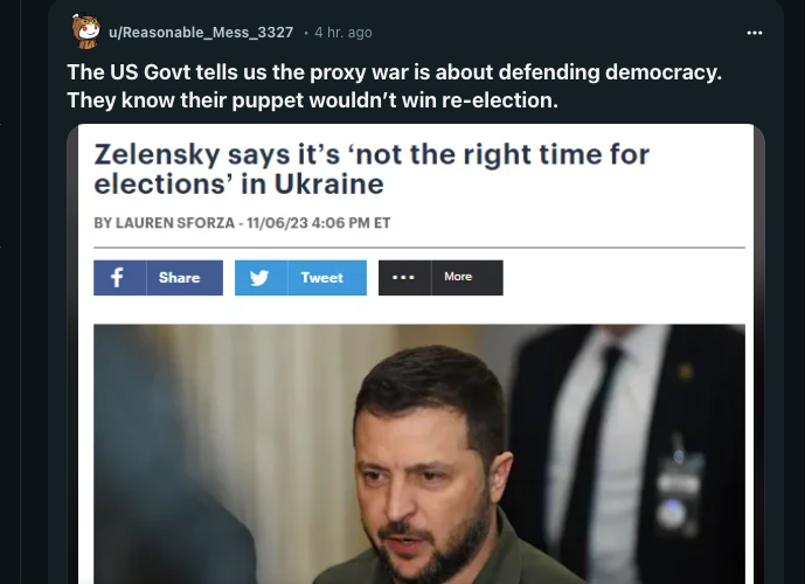 u/Reasonable_Mess_3327 • 4 hr. ago
The US Govt tells us the proxy war is about defending democracy.
They know their puppet wouldn’t win re-election.
Zelensky says it’s ‘not the right time for
elections’ in Ukraine
BY LAUREN SFORZA - 11/06/23 4:06 PM ET
Share Tweet More